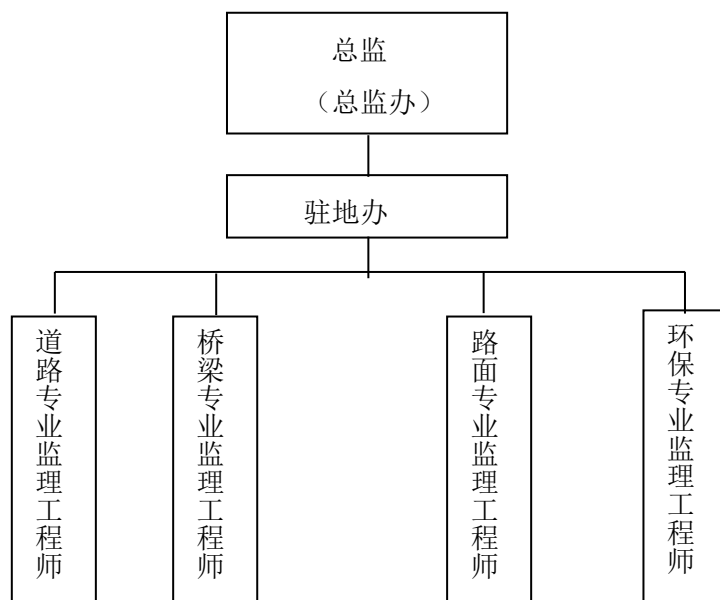 总监
（总监办）
驻地办
道路专业监理工程师
桥梁专业监理工程师
路面专业监理工程师
环保专业监理工程师